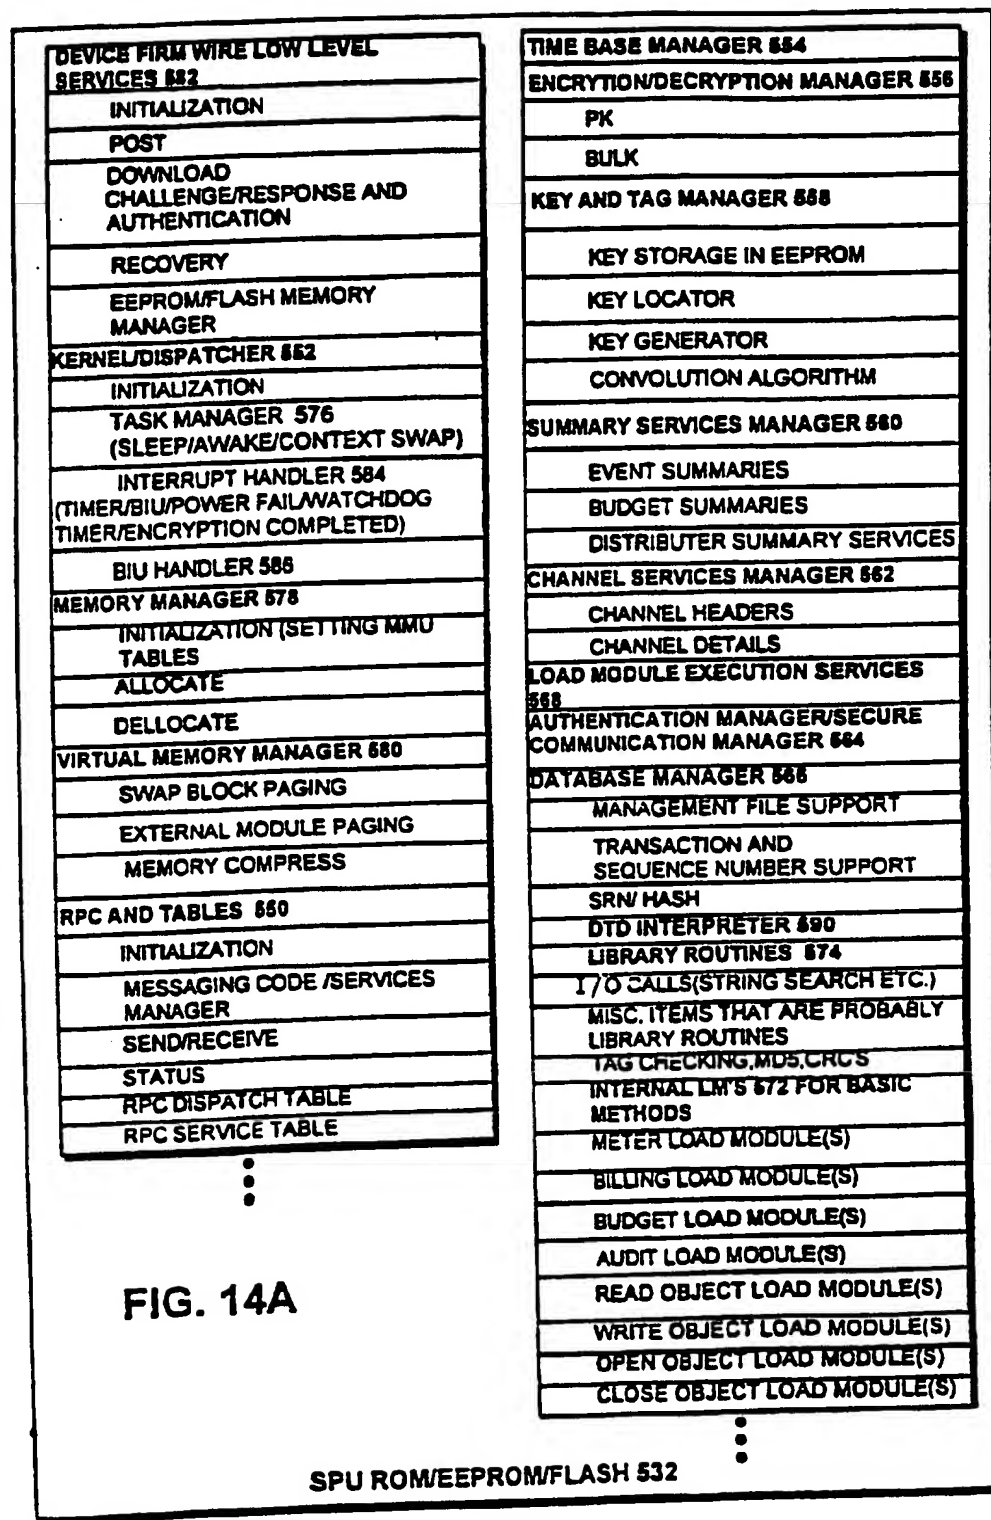 DEVICE FIRM WIRE LOW LEVEL
SERVICES 582
INITIALIZATION
POST
DOWNLOAD
CHALLENGE/RESPONSE AND
AUTHENTICATION
RECOVERY
EEPROM/FLASH MEMORY
MANAGER
KERNEL/DISPATCHER 552
INITIALIZATION
TASK MANAGER 576
(SLEEP/AWAKE/CONTEXT SWAP)
INTERRUPT HANDLER 584
(TIMER/BIU/POWER FAIL/WATCHDOG
TIMER/ENCRYPTION COMPLETED)
BIU HANDLER 586
MEMORY MANAGER 578
INITIALIZATION (SETTING MMU
TABLES
ALLOCATE
DELLOCATE
VIRTUAL MEMORY MANAGER 580
SWAP BLOCK PAGING
EXTERNAL MODULE PAGING
MEMORY COMPRESS
RPC AND TABLES 550
INITIALIZATION
MESSAGING CODE /SERVICES
MANAGER
SEND/RECEIVE
STATUS
RPC DISPATCH TABLE
RPC SERVICE TABLE
TIME BASE MANAGER 554
ENCRYTION/DECRYPTION MANAGER 556
PK
BULK
KEY AND TAG MANAGER 558
KEY STORAGE IN EEPROM
KEY LOCATOR
KEY GENERATOR
CONVOLUTION ALGORITHM
SUMMARY SERVICES MANAGER 560
EVENT SUMMARIES
BUDGET SUMMARIES
DISTRIBUTER SUMMARY SERVICES
CHANNEL SERVICES MANAGER 562
CHANNEL HEADERS
CHANNEL DETAILS
LOAD MODULE EXECUTION SERVICES
568
AUTHENTICATION MANAGER/SECURE
COMMUNICATION MANAGER 564
DATABASE MANAGER 566
MANAGEMENT FILE SUPPORT
TRANSACTION AND
SEQUENCE NUMBER SUPPORT
SRN/ HASH
DTD INTERPRETER 590
LIBRARY ROUTINES 574
I/O CALLS(STRING SEARCH ETC.)
MISC. ITEMS THAT ARE PROBABLY
LIBRARY ROUTINES
TAG CHECKING,MD5,CRC'S
INTERNAL LM'S 572 FOR BASIC
METHODS
METER LOAD MODULE(S)
BILLING LOAD MODULE(S)
BUDGET LOAD MODULE(S)
AUDIT LOAD MODULE(S)
READ OBJECT LOAD MODULE(S)
WRITE OBJECT LOAD MODULE(S)
OPEN OBJECT LOAD MODULE(S)
CLOSE OBJECT LOAD MODULE(S)
FIG. 14A
SPU ROM/EEPROM/FLASH 532